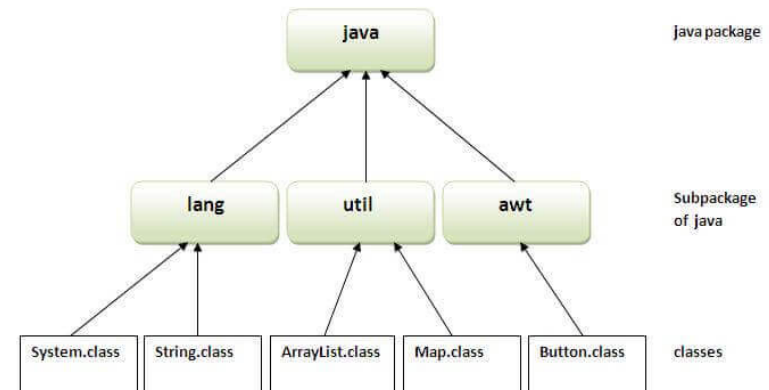 java
java package
lang
util
awt
Subpackage
of java
System.class
String.class
ArrayList.class
Map.class
Button.class
classes